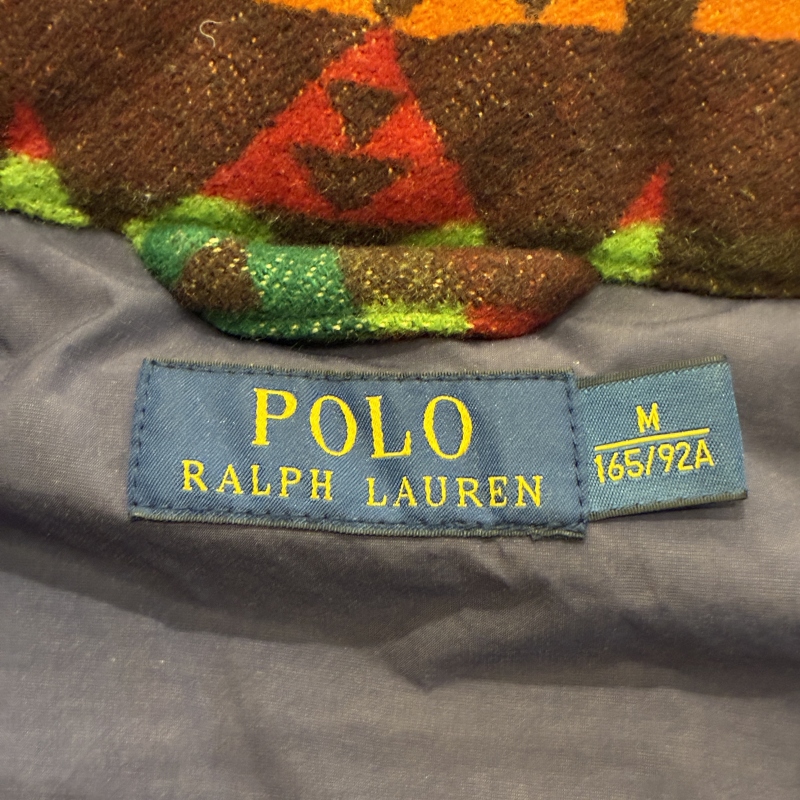 POLO
RALPH LAUREN
M
165/92A